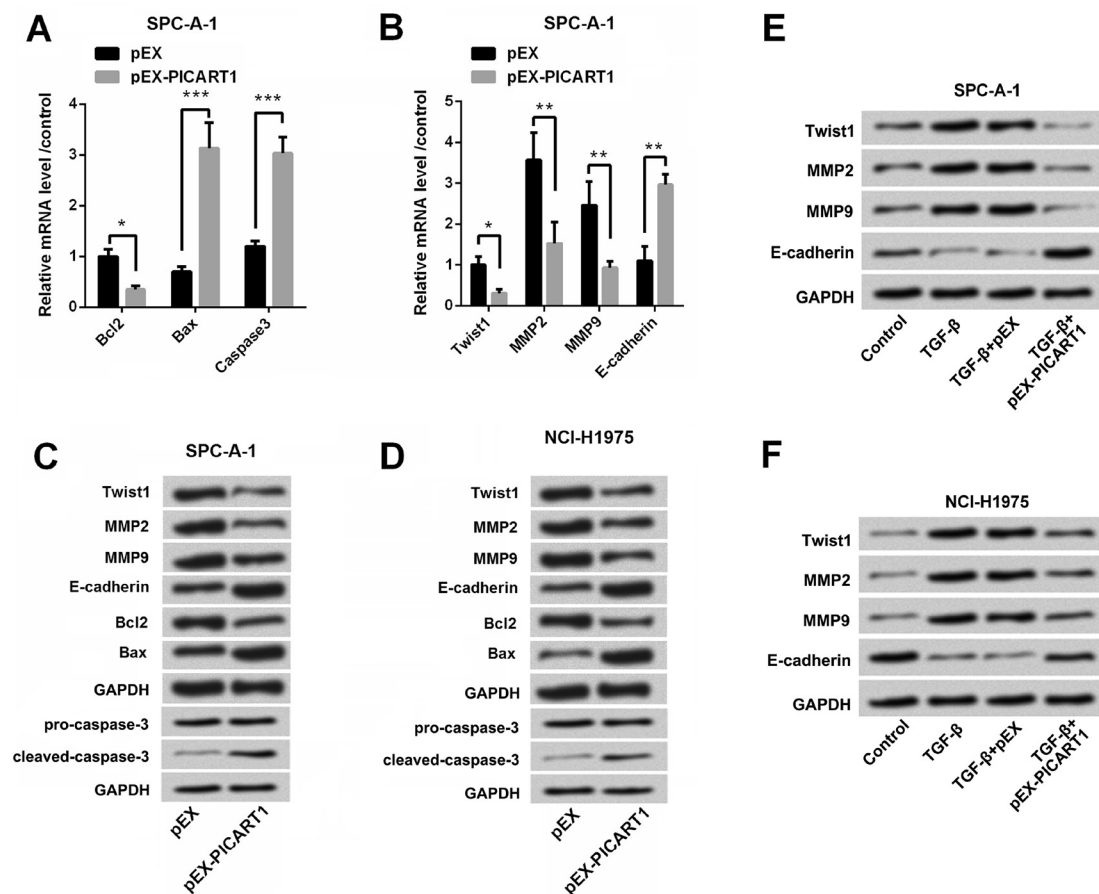 A
SPC-A-1
pEX
pEX-PICART1
Relative mRNA level /control
4
3
2
1
0
*
***
***
Bcl2
Bax
Caspase3
B
SPC-A-1
pEX
pEX-PICART1
Relative mRNA level /control
5
4
3
2
1
0
*
**
**
**
Twist1
MMP2
MMP9
E-cadherin
E
SPC-A-1
Twist1
MMP2
MMP9
E-cadherin
GAPDH
Control
TGF-β
TGF-β+pEX
TGF-β+
pEX-PICART1
C
SPC-A-1
Twist1
MMP2
MMP9
E-cadherin
Bcl2
Bax
GAPDH
pro-caspase-3
cleaved-caspase-3
GAPDH
pEX
pEX-PICART1
D
NCI-H1975
Twist1
MMP2
MMP9
E-cadherin
Bcl2
Bax
GAPDH
pro-caspase-3
cleaved-caspase-3
GAPDH
pEX
pEX-PICART1
F
NCI-H1975
Twist1
MMP2
MMP9
E-cadherin
GAPDH
Control
TGF-β
TGF-β+pEX
TGF-β+
pEX-PICART1